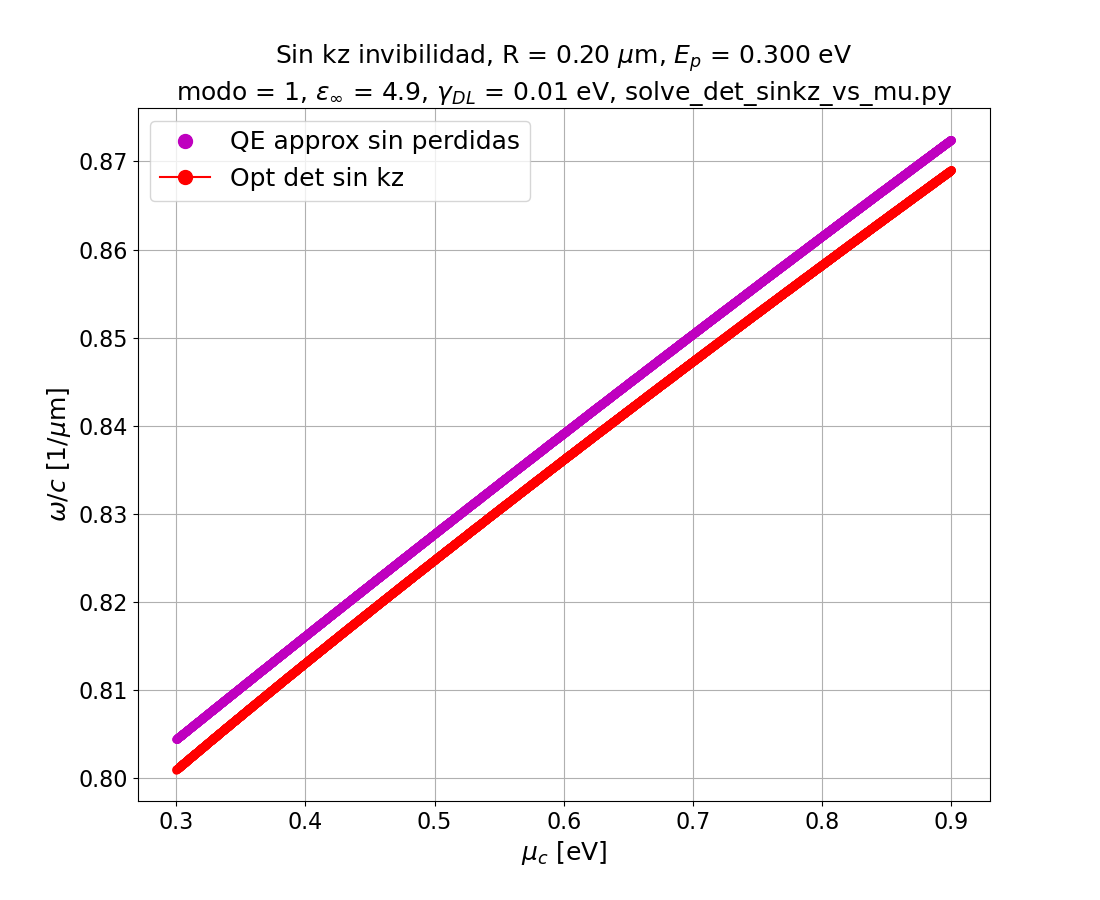 Sin kz invibilidad, R = 0.20 μm, E_p = 0.300 eV
modo = 1, ε_∞ = 4.9, γ_DL = 0.01 eV, solve_det_sinkz_vs_mu.py
QE approx sin perdidas
Opt det sin kz
0.87
0.86
0.85
0.84
0.83
0.82
0.81
0.80
ω/c [1/μm]
0.3 0.4 0.5 0.6 0.7 0.8 0.9
μ_c [eV]